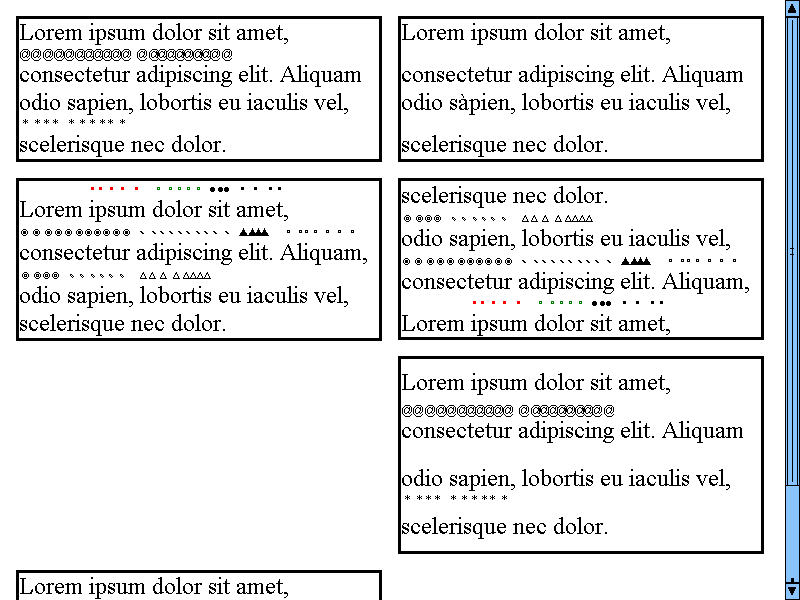 Lorem ipsum dolor sit amet,
@@@@@@@@@@@ @@@@@@@@@@
consectetur adipiscing elit. Aliquam
odio sapien, lobortis eu iaculis vel,
* **** ******
scelerisque nec dolor.
Lorem ipsum dolor sit amet,
consectetur adipiscing elit. Aliquam
odio sàpien, lobortis eu iaculis vel,
scelerisque nec dolor.
Lorem ipsum dolor sit amet,
consectetur adipiscing elit. Aliquam,
odio sapien, lobortis eu iaculis vel,
scelerisque nec dolor.
scelerisque nec dolor.
odio sapien, lobortis eu iaculis vel,
consectetur adipiscing elit. Aliquam,
Lorem ipsum dolor sit amet,
Lorem ipsum dolor sit amet,
@@@@@@@@@@@ @@@@@@@@@@
consectetur adipiscing elit. Aliquam
odio sapien, lobortis eu iaculis vel,
* **** ******
scelerisque nec dolor.
Lorem ipsum dolor sit amet,